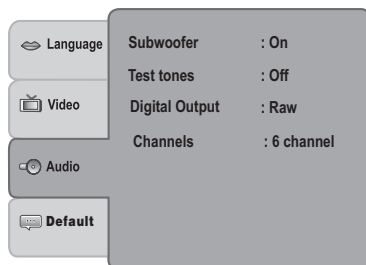 Language
Video
Audio
Default
Subwoofer : On
Test tones : Off
Digital Output : Raw
Channels : 6 channel